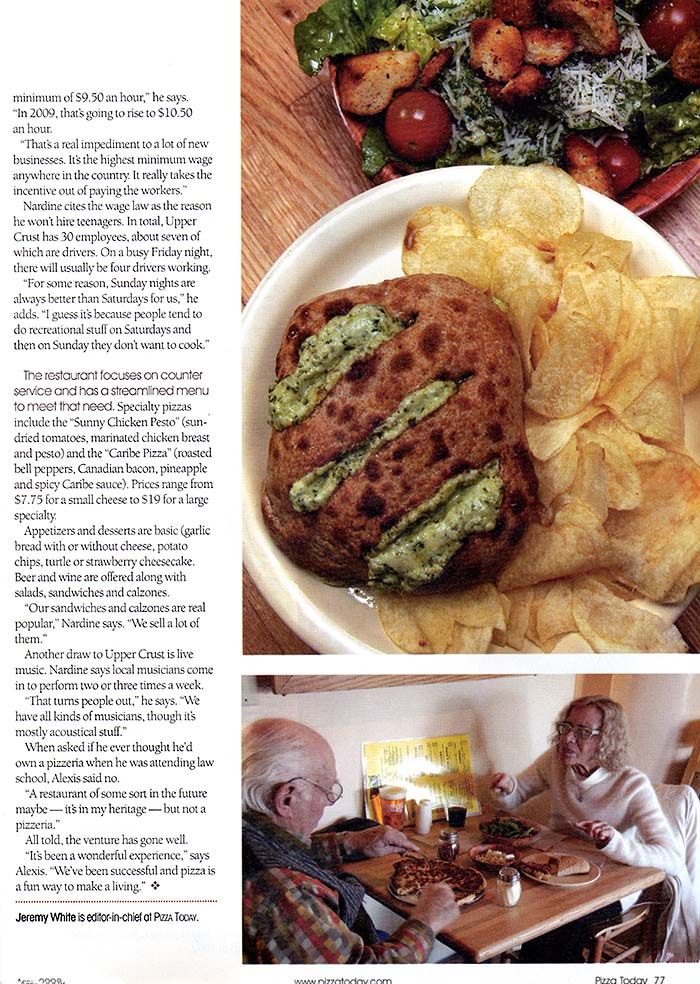 minimum of $9.50 an hour," he says.
"In 2009, that's going to rise to $10.50
an hour.
"That's a real impediment to a lot of new
businesses. It's the highest minimum wage
anywhere in the country. It really takes the
incentive out of paying the workers."
Nardine cites the wage law as the reason
he won't hire teenagers. In total, Upper
Crust has 30 employees, about seven of
which are drivers. On a busy Friday night,
there will usually be four drivers working.
"For some reason, Sunday nights are
always better than Saturdays for us," he
adds. "I guess it's because people tend to
do recreational stuff on Saturdays and
then on Sunday they don't want to cook."
The restaurant focuses on counter
service and has a streamlined menu
to meet that need. Specialty pizzas
include the "Sunny Chicken Pesto" (sun-
dried tomatoes, marinated chicken breast
and pesto) and the "Caribe Pizza" (roasted
bell peppers, Canadian bacon, pineapple
and spicy Caribe sauce). Prices range from
$7.75 for a small cheese to $19 for a large
specialty.
Appetizers and desserts are basic (garlic
bread with or without cheese, potato
chips, turtle or strawberry cheesecake.
Beer and wine are offered along with
salads, sandwiches and calzones.
"Our sandwiches and calzones are real
popular," Nardine says. "We sell a lot of
them."
Another draw to Upper Crust is live
music. Nardine says local musicians come
in to perform two or three times a week.
"That turns people out," he says. "We
have all kinds of musicians, though it's
mostly acoustical stuff."
When asked if he ever thought he'd
own a pizzeria when he was attending law
school, Alexis said no.
"A restaurant of some sort in the future
maybe — it's in my heritage — but not a
pizzeria."
All told, the venture has gone well.
"It's been a wonderful experience," says
Alexis. "We've been successful and pizza is
a fun way to make a living." ❖
Jeremy White is editor-in-chief at PIZZA TODAY.
www.pizzatoday.com
Pizza Today 77